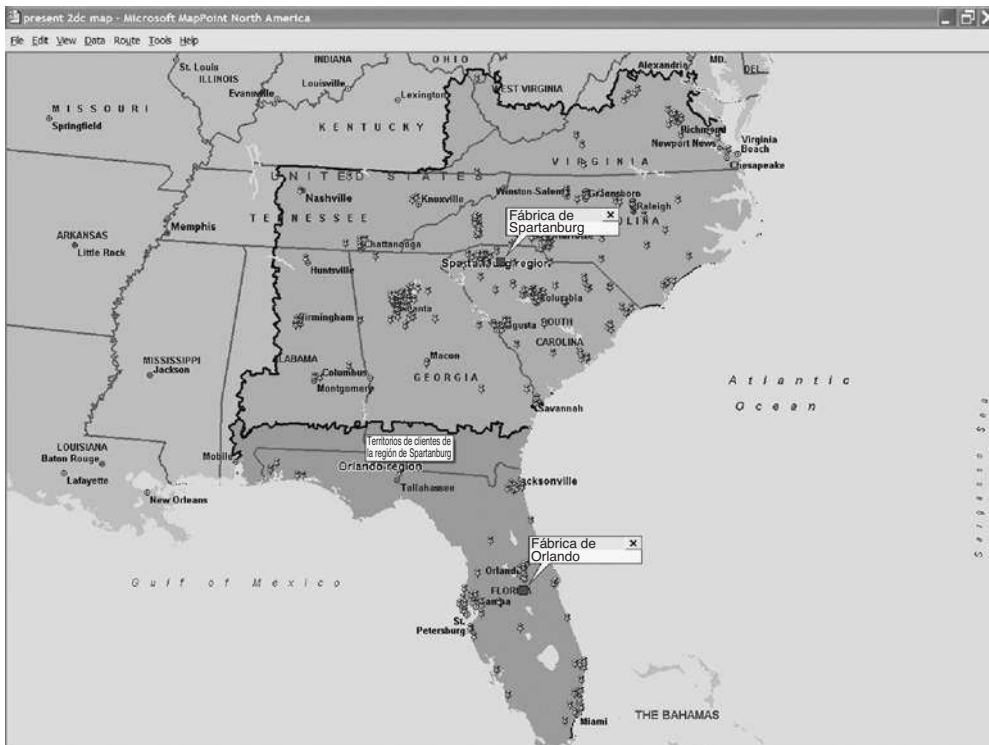 present 2dc map - Microsoft MapPoint North America
File Edit View Data Route Tools Help
St. Louis
ILLINOIS
INDIANA
OHIO
Alexandria
MD.
DEL.
Evansville
Louisville
Lexington
WEST VIRGINIA
MISSOURI
Springfield
KENTUCKY
Richmond
Newport News
Virginia
Beach
Chesapeake
VIRGINIA
UNITED STATES
Nashville
Knoxville
Winston-Salem
Greensboro
Raleigh
TENNESSEE
Memphis
Fábrica de
Spartanburg
ARKANSAS
Little Rock
Chattanooga
Huntsville
Spartanburg region
Columbia
Birmingham
SOUTH
CAROLINA
MISSISSIPPI
Jackson
ALABAMA
Columbus
Montgomery
Macon
GEORGIA
Savannah
Atlantic
Ocean
Sargasso Sea
LOUISIANA
Baton Rouge
Lafayette
New Orleans
Mobile
Territorios de clientes de
la región de Spartanburg
Orlando region
Tallahassee
Jacksonville
Fábrica de
Orlando
Gulf of Mexico
Orlando
FLORIDA
Tampa
St.
Petersburg
Miami
THE BAHAMAS